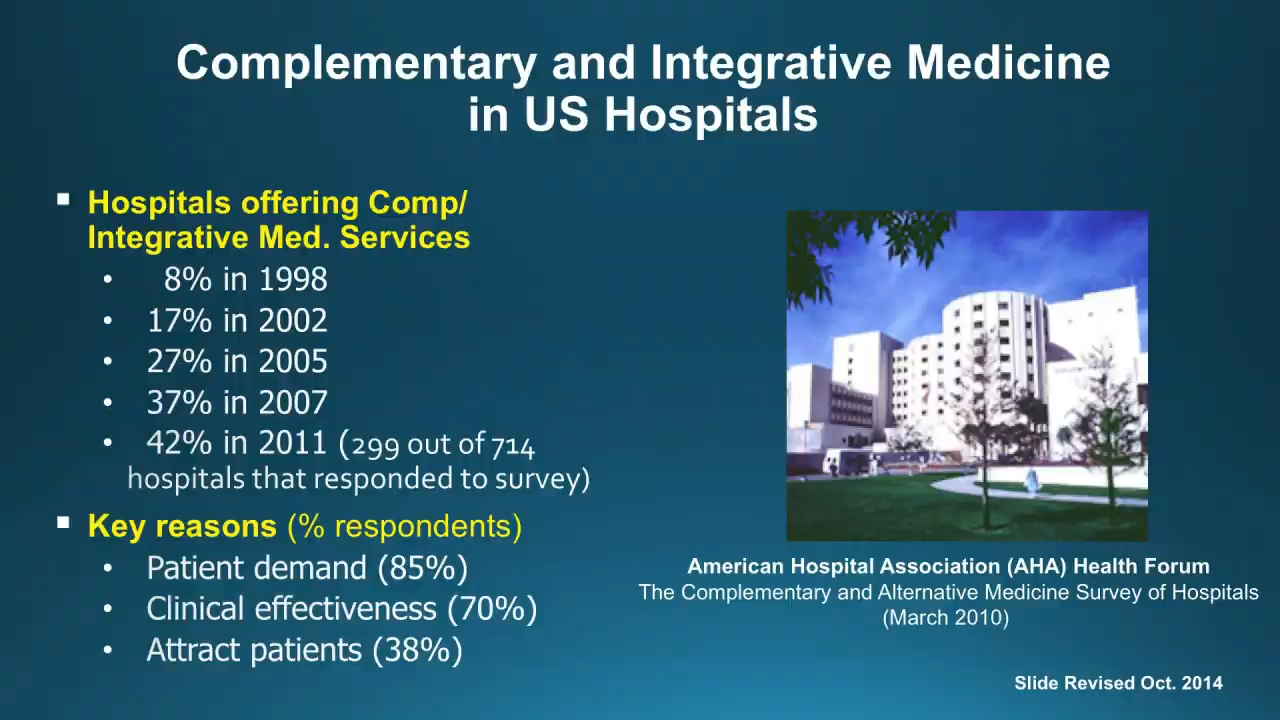 Complementary and Integrative Medicine
in US Hospitals
▪ Hospitals offering Comp/
Integrative Med. Services
• 8% in 1998
• 17% in 2002
• 27% in 2005
• 37% in 2007
• 42% in 2011 (299 out of 714
hospitals that responded to survey)
▪ Key reasons (% respondents)
• Patient demand (85%)
• Clinical effectiveness (70%)
• Attract patients (38%)
American Hospital Association (AHA) Health Forum
The Complementary and Alternative Medicine Survey of Hospitals
(March 2010)
Slide Revised Oct. 2014